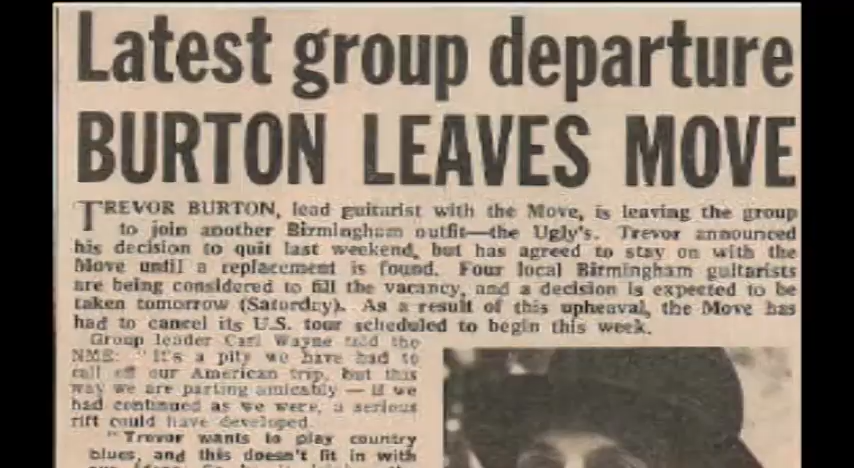 Latest group departure
BURTON LEAVES MOVE
TREVOR BURTON, lead guitarist with the Move, is leaving the group
to join another Birmingham outfit—the Ugly's. Trevor announced
his decision to quit last weekend, but has agreed to stay on with the
Move until a replacement is found. Four local Birmingham guitarists
are being considered to fill the vacancy, and a decision is expected to be
taken tomorrow (Saturday). As a result of this upheaval, the Move has
had to cancel its U.S. tour scheduled to begin this week.
Group leader Carl Wayne told the
NME: "It's a pity we have had to
call off our American trip, but this
way we are parting amicably — if we
had continued as we were, a serious
rift could have developed.
"Trevor wants to play country
blues, and this doesn't fit in with